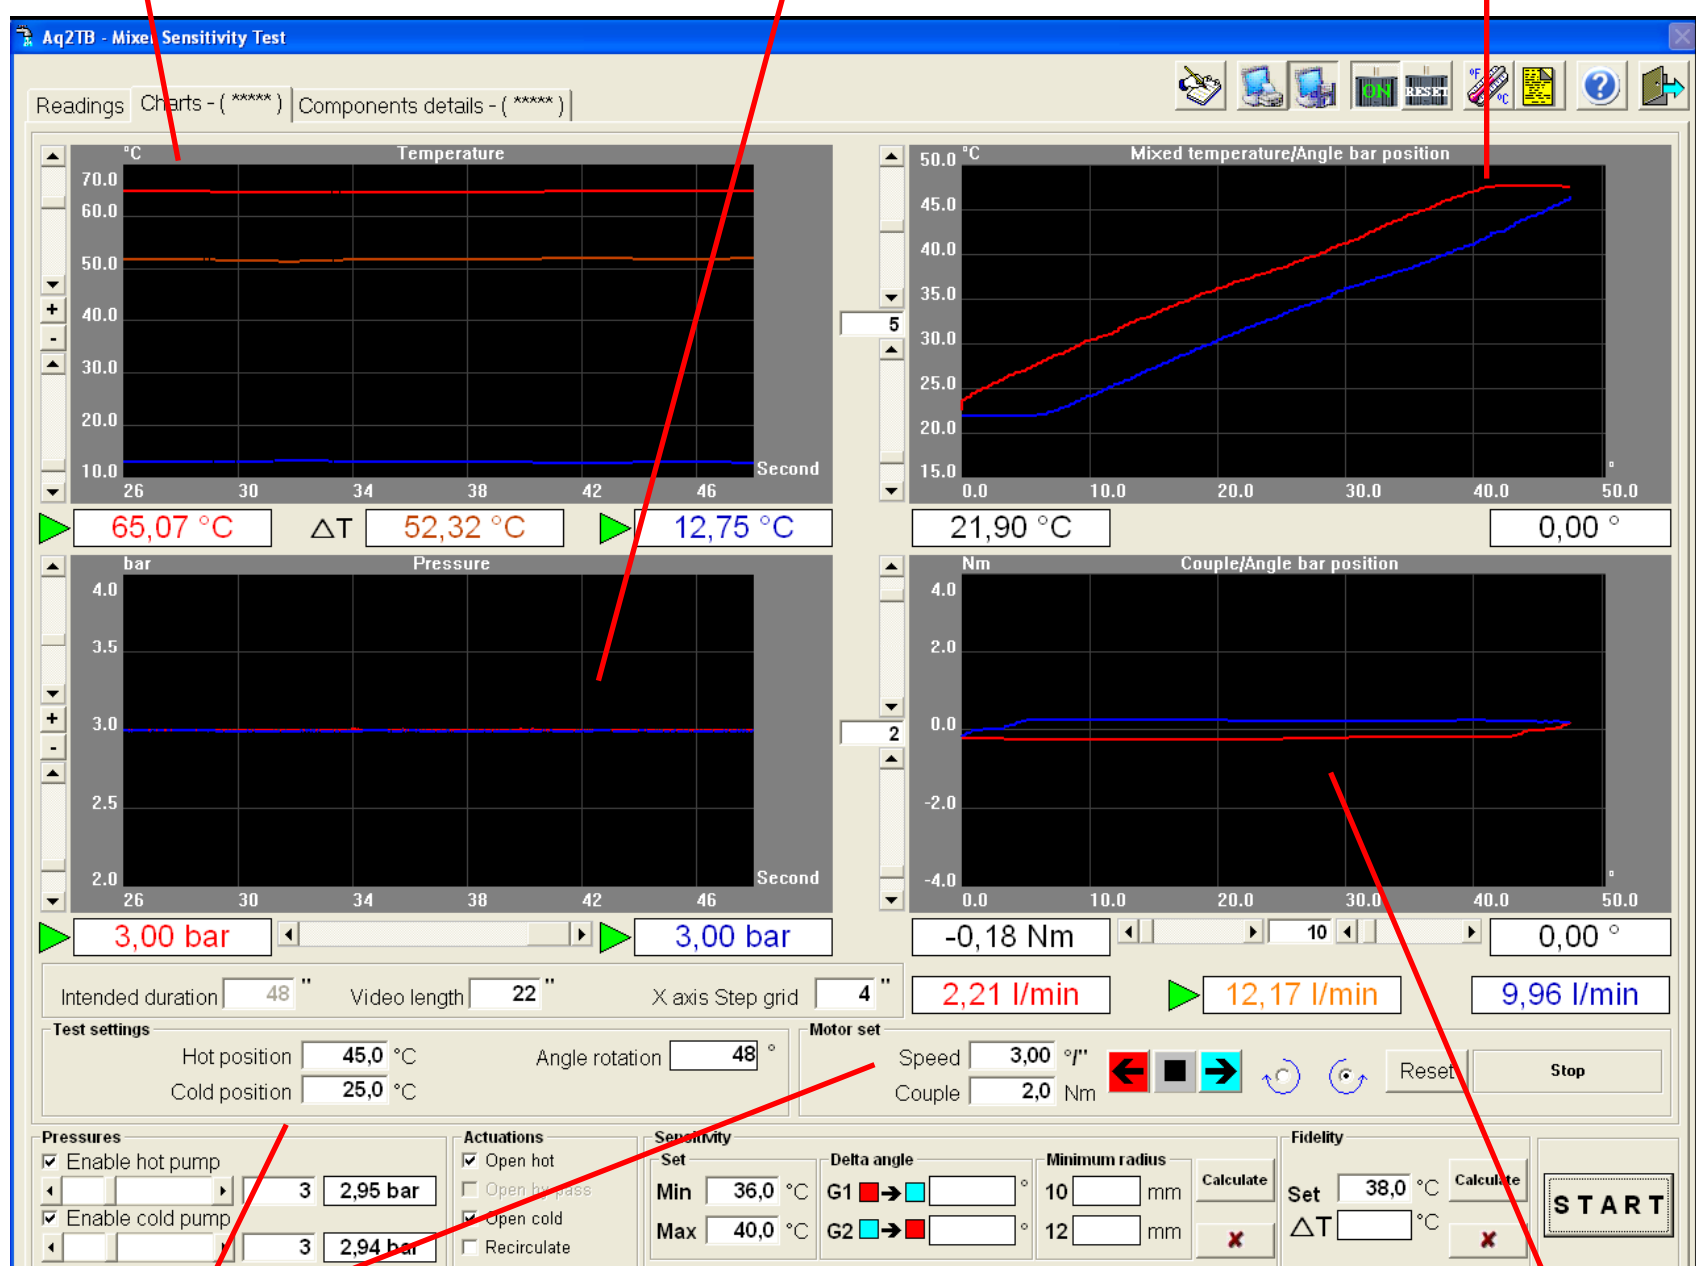 Aq2TB - Mixer Sensitivity Test
ON RESET °F °C
Readings Charts - ( ***** ) Components details - ( ***** )
°C Temperature
70.0
60.0
50.0
40.0
30.0
20.0
10.0
26 30 34 38 42 46
Second
°C Mixed temperature/Angle bar position
50.0
45.0
40.0
35.0
30.0
25.0
20.0
15.0
0.0 10.0 20.0 30.0 40.0 50.0
°
+
-
5
65,07 °C △T 52,32 °C 12,75 °C 21,90 °C 0,00 °
bar Pressure
4.0
3.5
3.0
2.5
2.0
26 30 34 38 42 46
Second
Nm Couple/Angle bar position
4.0
2.0
0.0
-2.0
-4.0
0.0 10.0 20.0 30.0 40.0 50.0
°
+
-
2
3,00 bar 3,00 bar -0,18 Nm 10 0,00 °
Intended duration 48 " Video length 22 " X axis Step grid 4 " 2,21 l/min 12,17 l/min 9,96 l/min
Test settings
Hot position 45,0 °C Angle rotation 48 °
Cold position 25,0 °C
Motor set
Speed 3,00 °/"
Couple 2,0 Nm
Reset Stop
Pressures
Enable hot pump
3 2,95 bar
Enable cold pump
3 2,94 bar
Actuations
Open hot
Open by pass
Open cold
Recirculate
Sensitivity
Set
Min 36,0 °C
Max 40,0 °C
Delta angle
G1 °
G2 °
Minimum radius
10 mm
12 mm
Calculate
Fidelity
Set 38,0 °C Calculate
△T °C
START